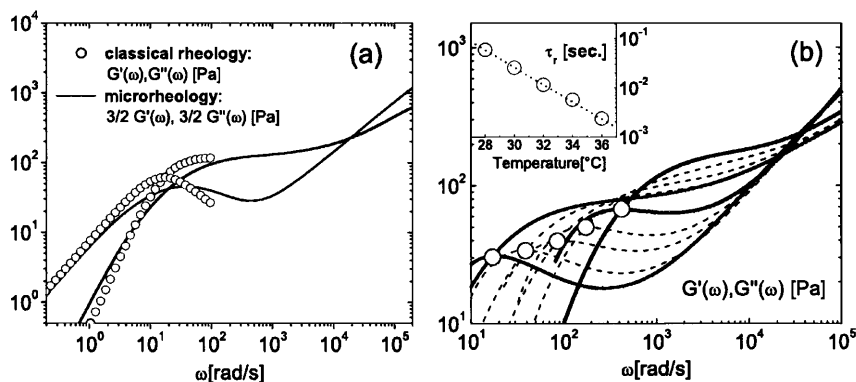 10⁴
10³
10²
10¹
10⁰
(a)
classical rheology:
G'(ω),G''(ω) [Pa]
microrheology:
3/2 G'(ω), 3/2 G''(ω) [Pa]
10⁰ 10¹ 10² 10³ 10⁴ 10⁵
ω[rad/s]
10³
10²
10¹
(b)
τr [sec.]
10⁻¹
10⁻²
10⁻³
28 30 32 34 36
Temperature[°C]
G'(ω),G''(ω) [Pa]
10¹ 10² 10³ 10⁴ 10⁵
ω[rad/s]